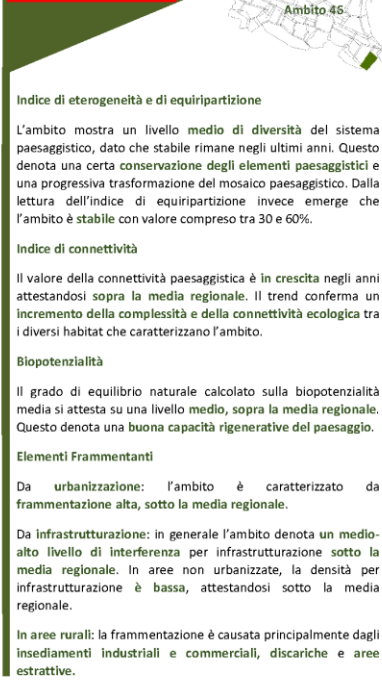 Ambito 46
Indice di eterogeneità e di equiripartizione
L'ambito mostra un livello medio di diversità del sistema
paesaggistico, dato che stabile rimane negli ultimi anni. Questo
denota una certa conservazione degli elementi paesaggistici e
una progressiva trasformazione del mosaico paesaggistico. Dalla
lettura dell'indice di equiripartizione invece emerge che
l'ambito è stabile con valore compreso tra 30 e 60%.
Indice di connettività
Il valore della connettività paesaggistica è in crescita negli anni
attestandosi sopra la media regionale. Il trend conferma un
incremento della complessità e della connettività ecologica tra
i diversi habitat che caratterizzano l'ambito.
Biopotenzialità
Il grado di equilibrio naturale calcolato sulla biopotenzialità
media si attesta su una livello medio, sopra la media regionale.
Questo denota una buona capacità rigenerative del paesaggio.
Elementi Frammentanti
Da urbanizzazione: l'ambito è caratterizzato da
frammentazione alta, sotto la media regionale.
Da infrastrutturazione: in generale l'ambito denota un medio-
alto livello di interferenza per infrastrutturazione sotto la
media regionale. In aree non urbanizzate, la densità per
infrastrutturazione è bassa, attestandosi sotto la media
regionale.
In aree rurali: la frammentazione è causata principalmente dagli
insediamenti industriali e commerciali, discariche e aree
estrattive.